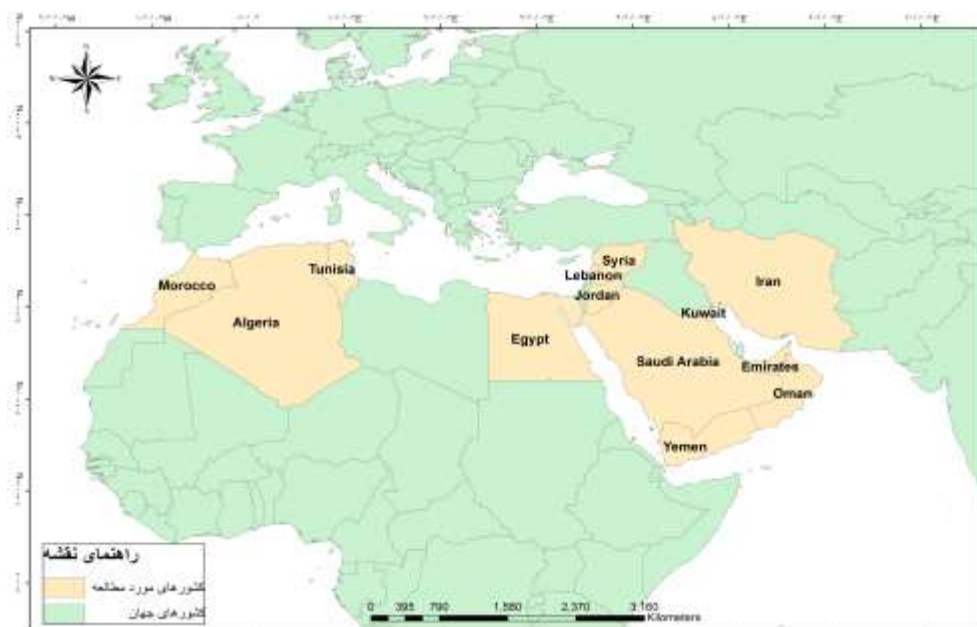 Syria
Tunisia
Lebanon
Morocco
Iran
Jordan
Kuwait
Algeria
Egypt
Saudi Arabia
Emirates
Oman
Yemen
راهنمای نقشه
کشورهای مورد مطالعه
کشورهای جهان
0 395 790 1,580 2,370 3,160
Kilometers